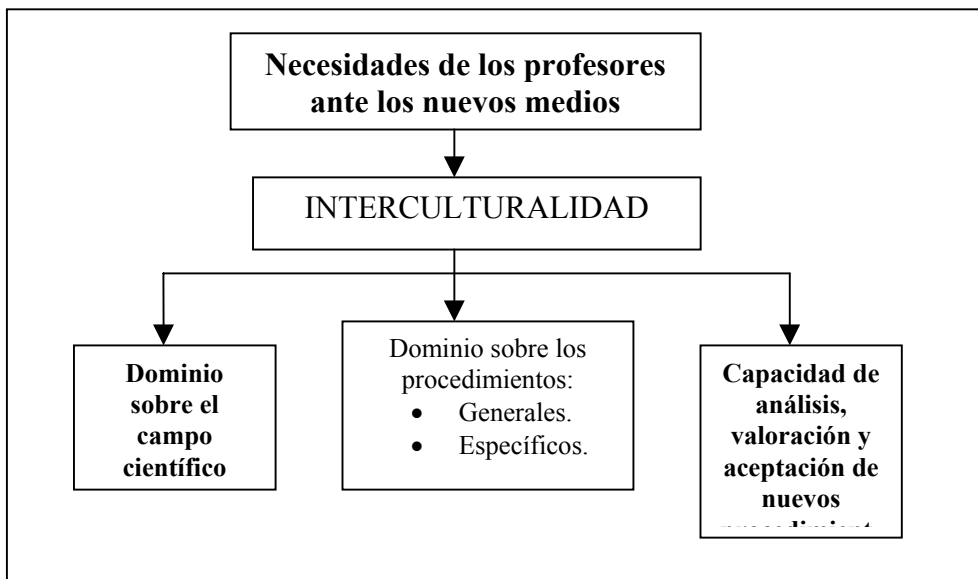 Necesidades de los profesores
ante los nuevos medios
INTERCULTURALIDAD
Dominio
sobre el
campo
científico
Dominio sobre los
procedimientos:
• Generales.
• Específicos.
Capacidad de
análisis,
valoración y
aceptación de
nuevos